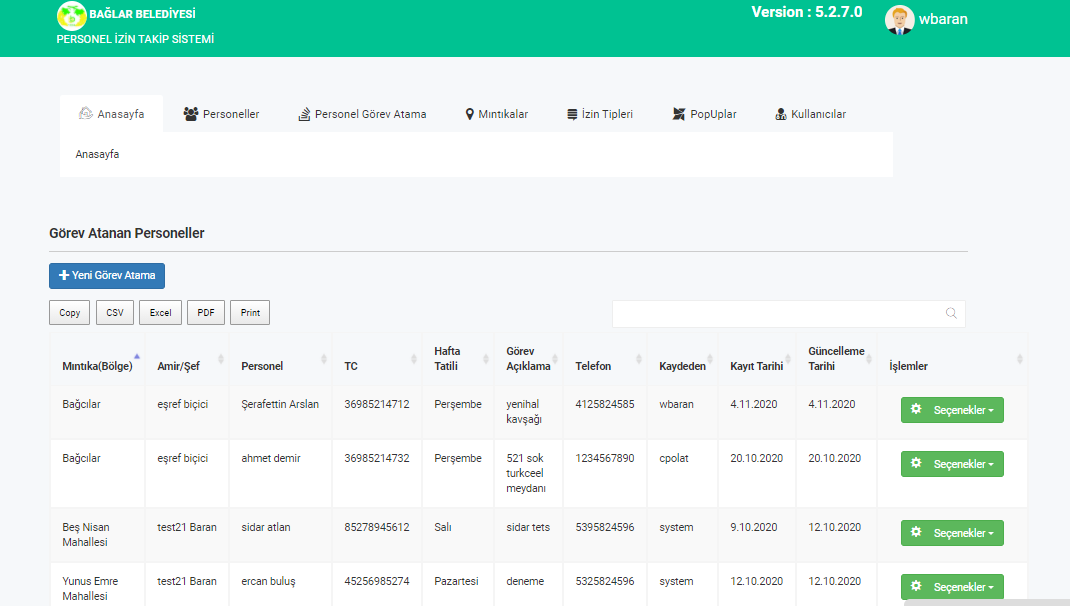 BAĞLAR BELEDİYESİ
PERSONEL İZİN TAKİP SİSTEMİ
Version : 5.2.7.0
wbaran
Anasayfa
Personeller
Personel Görev Atama
Mıntıkalar
İzin Tipleri
PopUplar
Kullanıcılar
Anasayfa
Görev Atanan Personeller
Yeni Görev Atama
Copy CSV Excel PDF Print
Mıntıka(Bölge) Amir/Şef Personel TC Hafta Tatili Görev Açıklama Telefon Kaydeden Kayıt Tarihi Güncelleme Tarihi İşlemler
Bağcılar eşref biçici Şerafettin Arslan 36985214712 Perşembe yenihal kavşağı 4125824585 wbaran 4.11.2020 4.11.2020 Seçenekler
Bağcılar eşref biçici ahmet demir 36985214732 Perşembe 521 sok turkceel meydanı 1234567890 cpolat 20.10.2020 20.10.2020 Seçenekler
Beş Nisan Mahallesi test21 Baran sidar atlan 85278945612 Salı sidar tets 5395824596 system 9.10.2020 12.10.2020 Seçenekler
Yunus Emre Mahallesi test21 Baran ercan buluş 45256985274 Pazartesi deneme 5325824596 system 12.10.2020 12.10.2020 Seçenekler